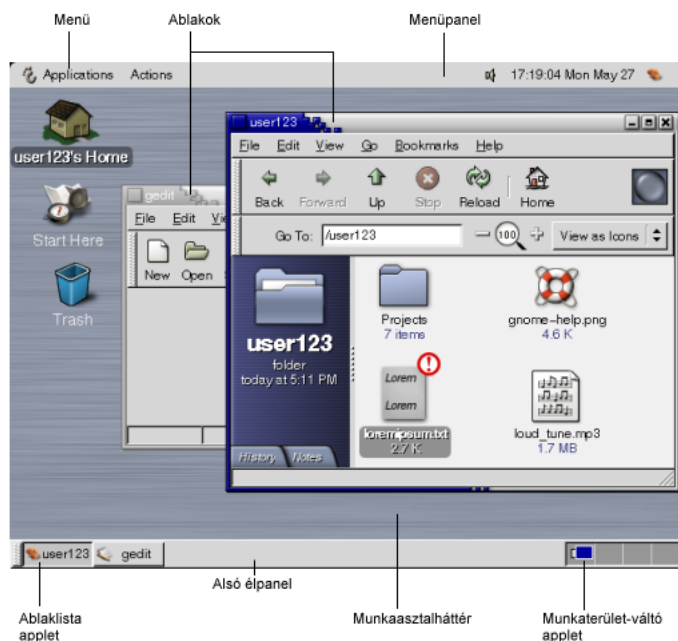 Menü
Ablakok
Menüpanel
Applications Actions
17:19:04 Mon May 27
user123's Home
Start Here
Trash
gedit
File Edit
New Open
user123
File Edit View Go Bookmarks Help
Back Forward Up Stop Reload Home
Go To: /user123
100
View as Icons
user123
folder
today at 5:11 PM
History Notes
Projects
7 items
gnome-help.png
4.6 K
Lorem
Lorem
loremipsum.txt
2.7 K
loud_tune.mp3
1.7 MB
user123 gedit
Alsó élpanel
Ablaklista
applet
Munkaasztalháttér
Munkaterület-váltó
applet